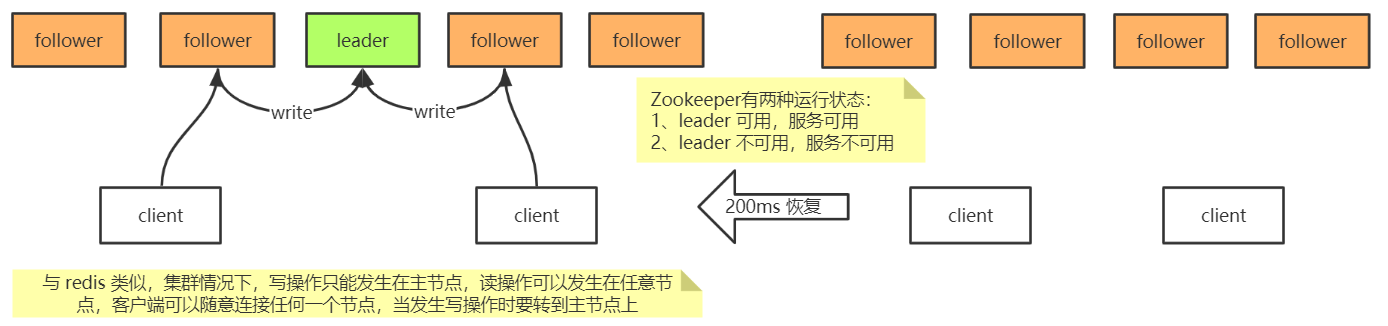 follower
follower
leader
follower
follower
follower
follower
follower
follower
write
write
Zookeeper有两种运行状态：
1、leader 可用，服务可用
2、leader 不可用，服务不可用
client
client
200ms 恢复
client
client
与 redis 类似，集群情况下，写操作只能发生在主节点，读操作可以发生在任意节
点，客户端可以随意连接任何一个节点，当发生写操作时要转到主节点上